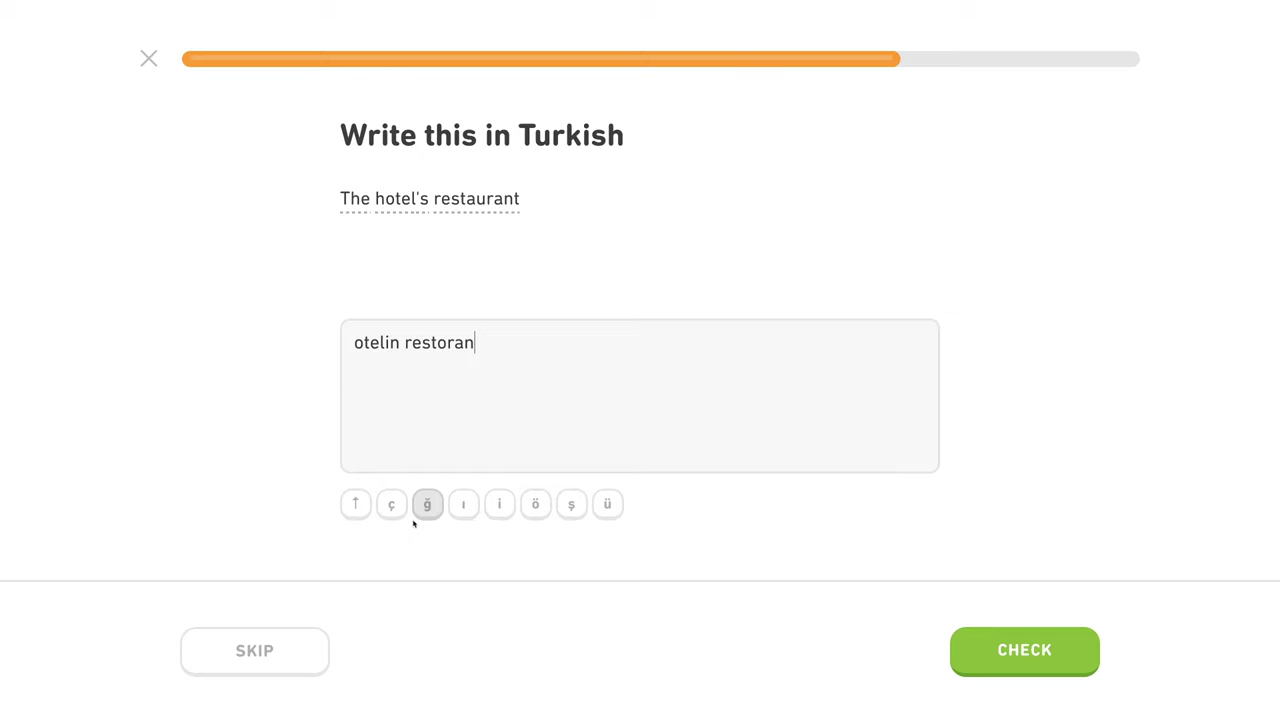 Write this in Turkish
The hotel's restaurant
otelin restoran
↑ ç ğ ı i ö ş ü
SKIP
CHECK